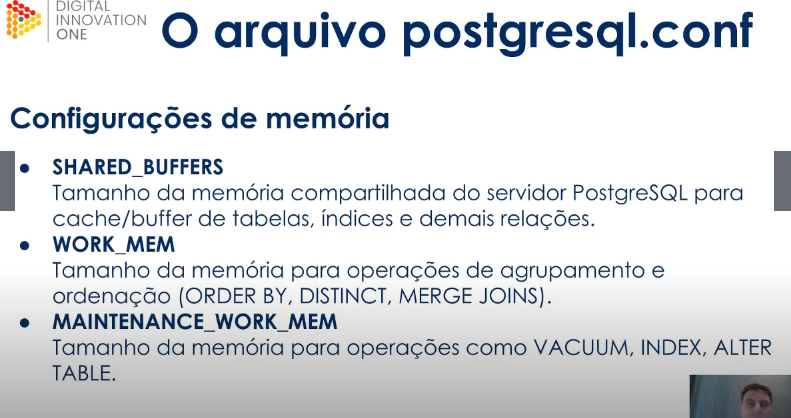 DIGITAL
INNOVATION
ONE
O arquivo postgresql.conf
Configurações de memória
● SHARED_BUFFERS
Tamanho da memória compartilhada do servidor PostgreSQL para
cache/buffer de tabelas, índices e demais relações.
● WORK_MEM
Tamanho da memória para operações de agrupamento e
ordenação (ORDER BY, DISTINCT, MERGE JOINS).
● MAINTENANCE_WORK_MEM
Tamanho da memória para operações como VACUUM, INDEX, ALTER
TABLE.